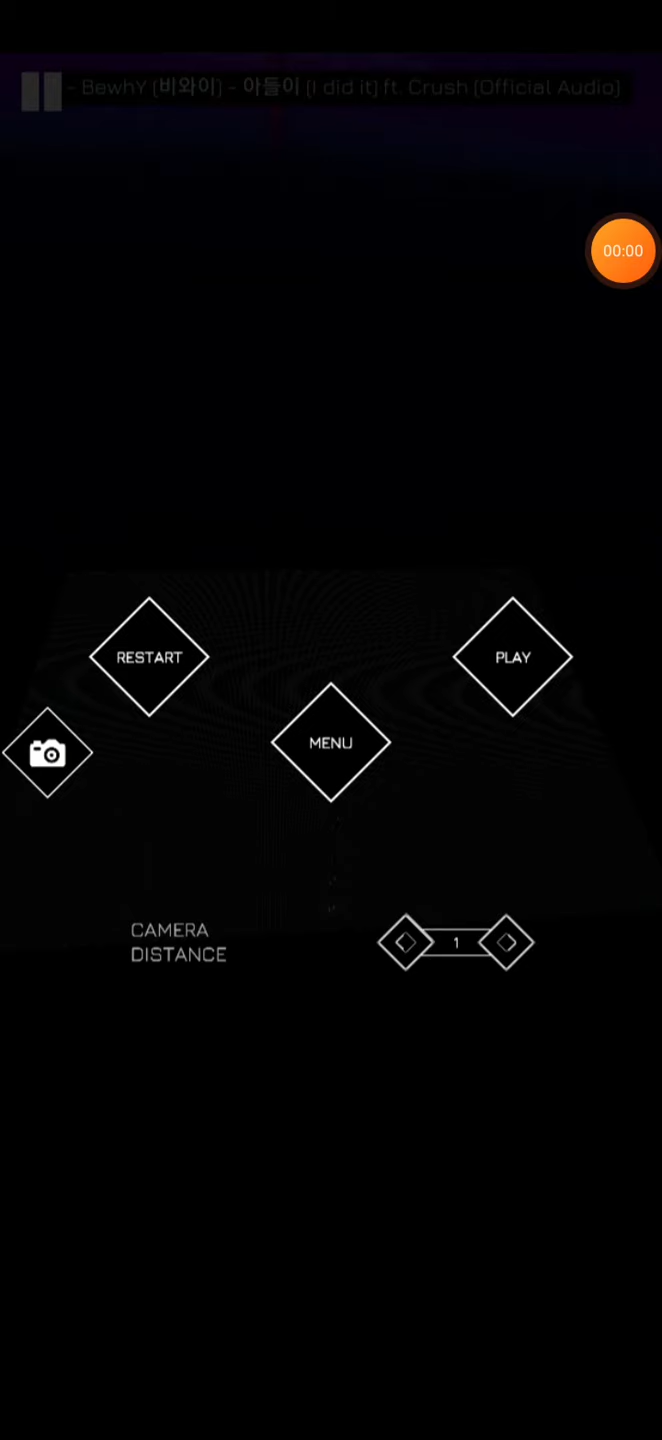 - BewhY (비와이) - 아들이 (I did it) ft. Crush (Official Audio)
00:00
RESTART
PLAY
MENU
CAMERA
DISTANCE
1